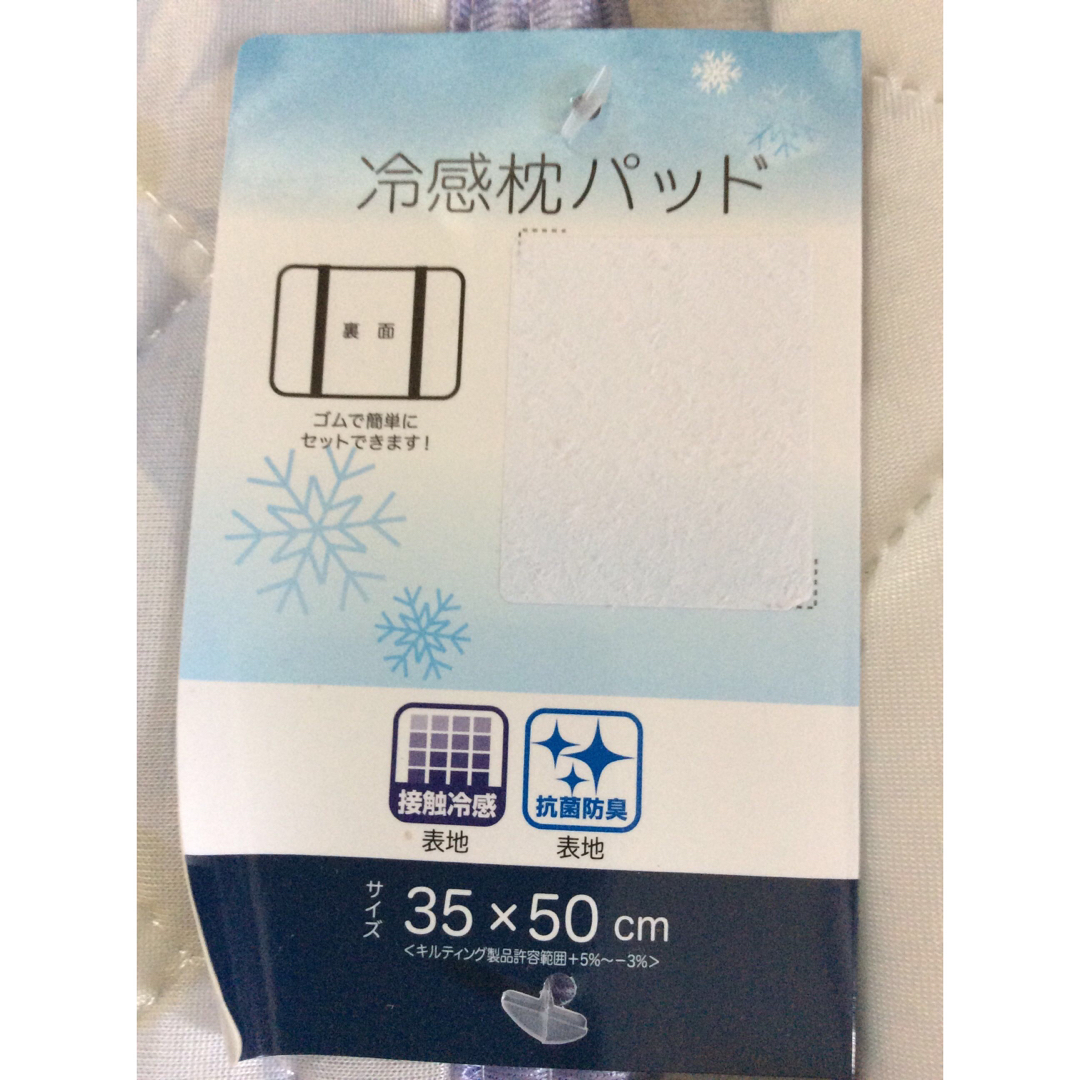 冷感枕パッド
裏 面
ゴムで簡単に
セットできます!
接触冷感
表地
抗菌防臭
表地
サイズ
35×50 cm
<キルティング製品許容範囲+5%~−3%>